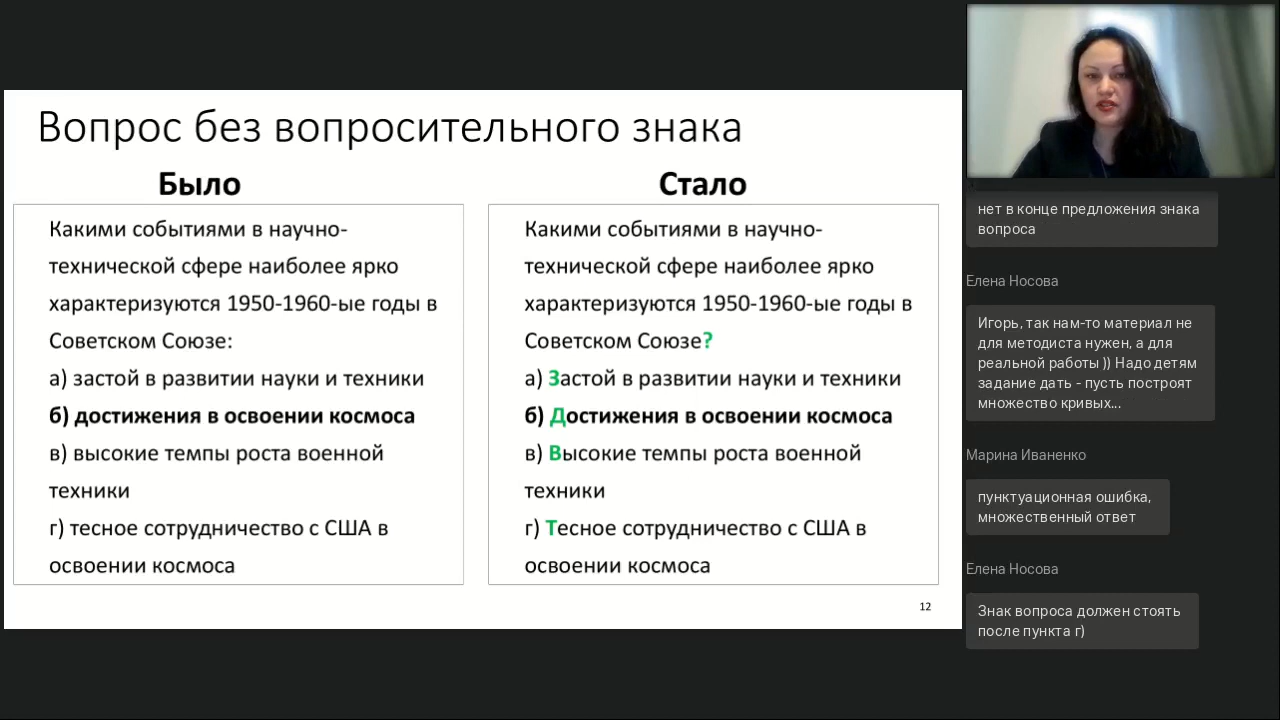 Вопрос без вопросительного знака
Было
Какими событиями в научно-
технической сфере наиболее ярко
характеризуются 1950-1960-ые годы в
Советском Союзе:
а) застой в развитии науки и техники
б) достижения в освоении космоса
в) высокие темпы роста военной
техники
г) тесное сотрудничество с США в
освоении космоса
Стало
Какими событиями в научно-
технической сфере наиболее ярко
характеризуются 1950-1960-ые годы в
Советском Союзе?
а) Застой в развитии науки и техники
б) Достижения в освоении космоса
в) Высокие темпы роста военной
техники
г) Тесное сотрудничество с США в
освоении космоса
12
нет в конце предложения знака
вопроса
Елена Носова
Игорь, так нам-то материал не
для методиста нужен, а для
реальной работы )) Надо детям
задание дать - пусть построят
множество кривых...
Марина Иваненко
пунктуационная ошибка,
множественный ответ
Елена Носова
Знак вопроса должен стоять
после пункта г)